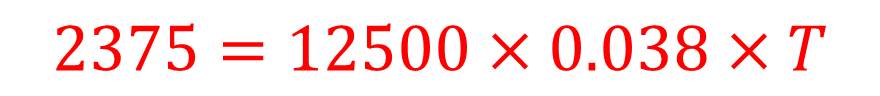 2375 = 12500 × 0.038 × T